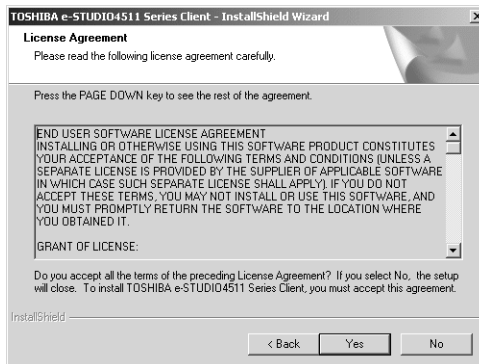 TOSHIBA e-STUDIO4511 Series Client - InstallShield Wizard
License Agreement
Please read the following license agreement carefully.
Press the PAGE DOWN key to see the rest of the agreement.
END USER SOFTWARE LICENSE AGREEMENT
INSTALLING OR OTHERWISE USING THIS SOFTWARE PRODUCT CONSTITUTES
YOUR ACCEPTANCE OF THE FOLLOWING TERMS AND CONDITIONS (UNLESS A
SEPARATE LICENSE IS PROVIDED BY THE SUPPLIER OF APPLICABLE SOFTWARE
IN WHICH CASE SUCH SEPARATE LICENSE SHALL APPLY). IF YOU DO NOT
ACCEPT THESE TERMS, YOU MAY NOT INSTALL OR USE THIS SOFTWARE, AND
YOU MUST PROMPTLY RETURN THE SOFTWARE TO THE LOCATION WHERE
YOU OBTAINED IT.
GRANT OF LICENSE:
Do you accept all the terms of the preceding License Agreement? If you select No, the setup
will close. To install TOSHIBA e-STUDIO4511 Series Client, you must accept this agreement.
InstallShield
< Back Yes No